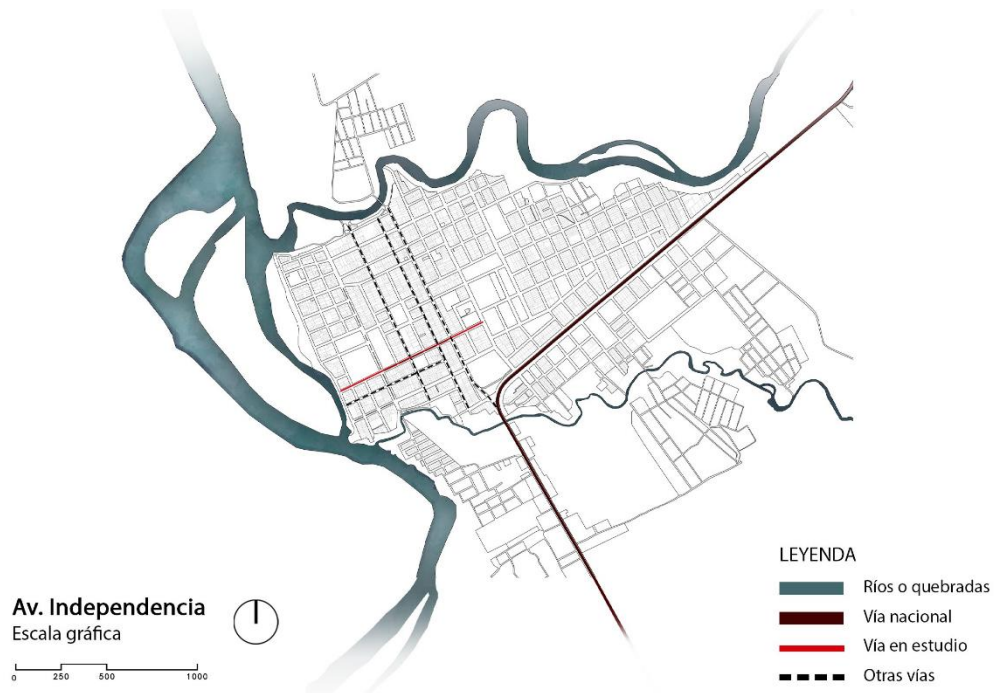 LEYENDA
Ríos o quebradas
Vía nacional
Vía en estudio
Otras vías
Av. Independencia
Escala gráfica
0 250 500 1000